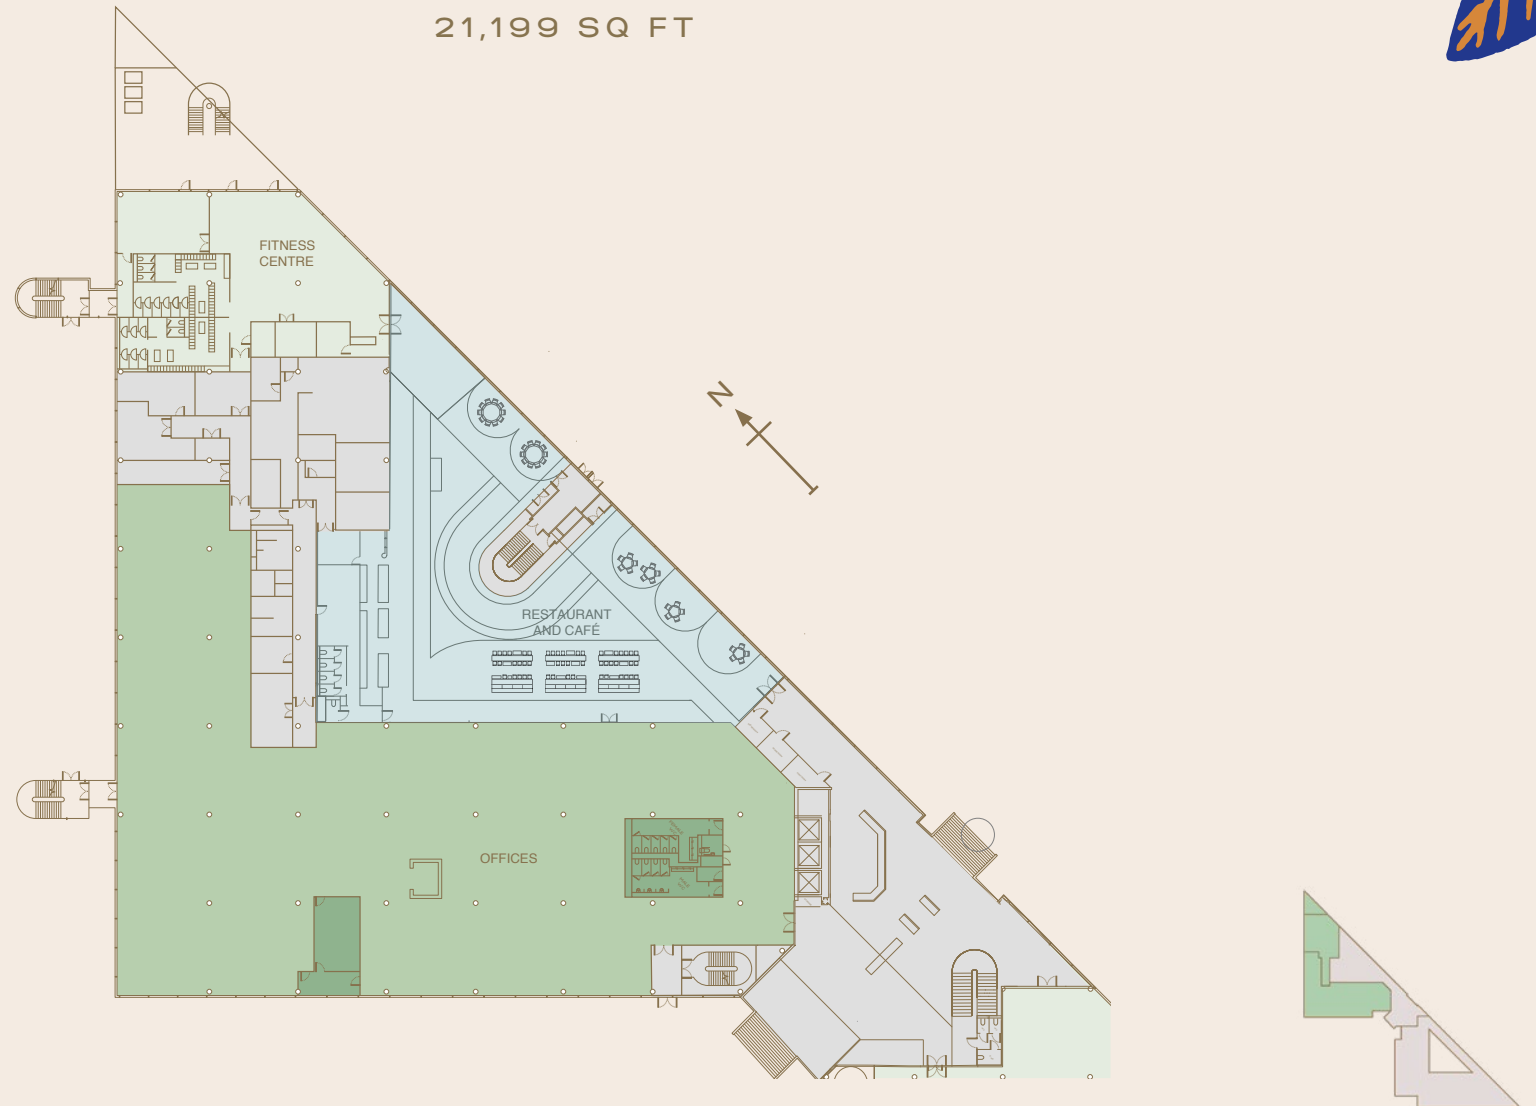 21,199 SQ FT
FITNESS
CENTRE
N
RESTAURANT
AND CAFÉ
OFFICES